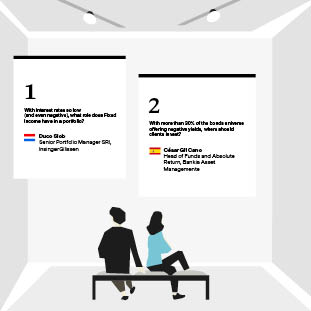 1
With interest rates so low
(and even negative), what role does Fixed
Income have in a portfolio?
Duco Slob
Senior Portfolio Manager SRI,
InsingerGilissen
2
With more than 30% of the bonds universe
offering negative yields, where should
clients invest?
César Gil Cano
Head of Funds and Absolute
Return, Bankia Asset
Managemente